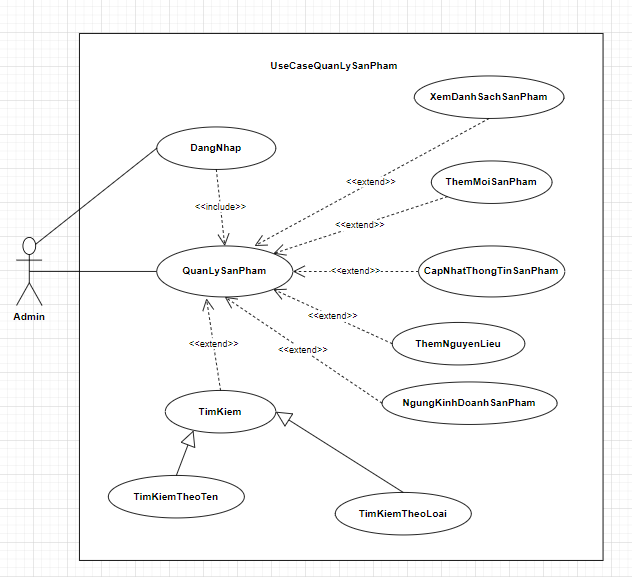 UseCaseQuanLySanPham
XemDanhSachSanPham
DangNhap
<<extend>>
ThemMoiSanPham
<<include>>
<<extend>>
QuanLySanPham
<<extend>>
CapNhatThongTinSanPham
Admin
<<extend>>
<<extend>>
ThemNguyenLieu
<<extend>>
NgungKinhDoanhSanPham
TimKiem
TimKiemTheoTen
TimKiemTheoLoai